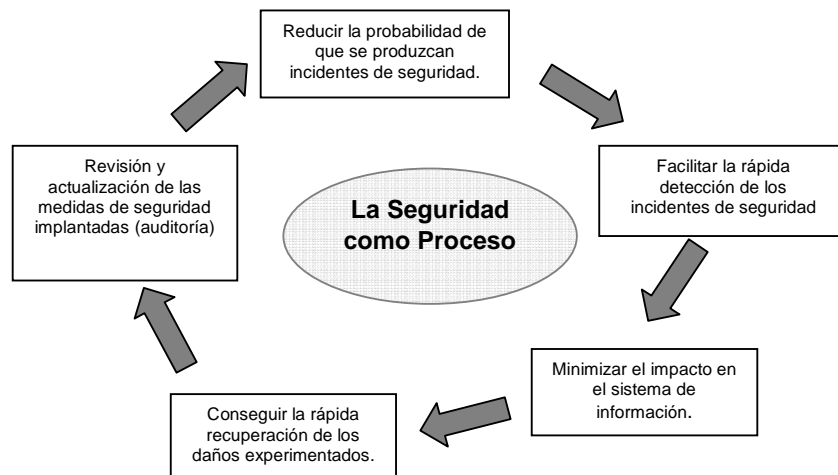 Reducir la probabilidad de
que se produzcan
incidentes de seguridad.
Facilitar la rápida
detección de los
incidentes de seguridad
Minimizar el impacto en
el sistema de
información.
Conseguir la rápida
recuperación de los
daños experimentados.
Revisión y
actualización de las
medidas de seguridad
implantadas (auditoría)
La Seguridad
como Proceso